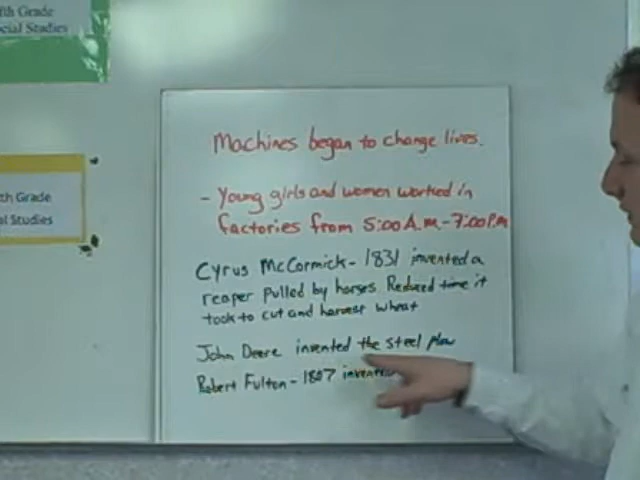 fth Grade
cial Studies
th Grade
al Studies
Machines began to change lives.
- Young girls and women worked in
factories from 5:00 A.M. - 7:00 P.M
Cyrus McCormick - 1831 invented a
reaper pulled by horses. Reduced time it
took to cut and harvest wheat
John Deere invented the steel plow
Robert Fulton - 1807